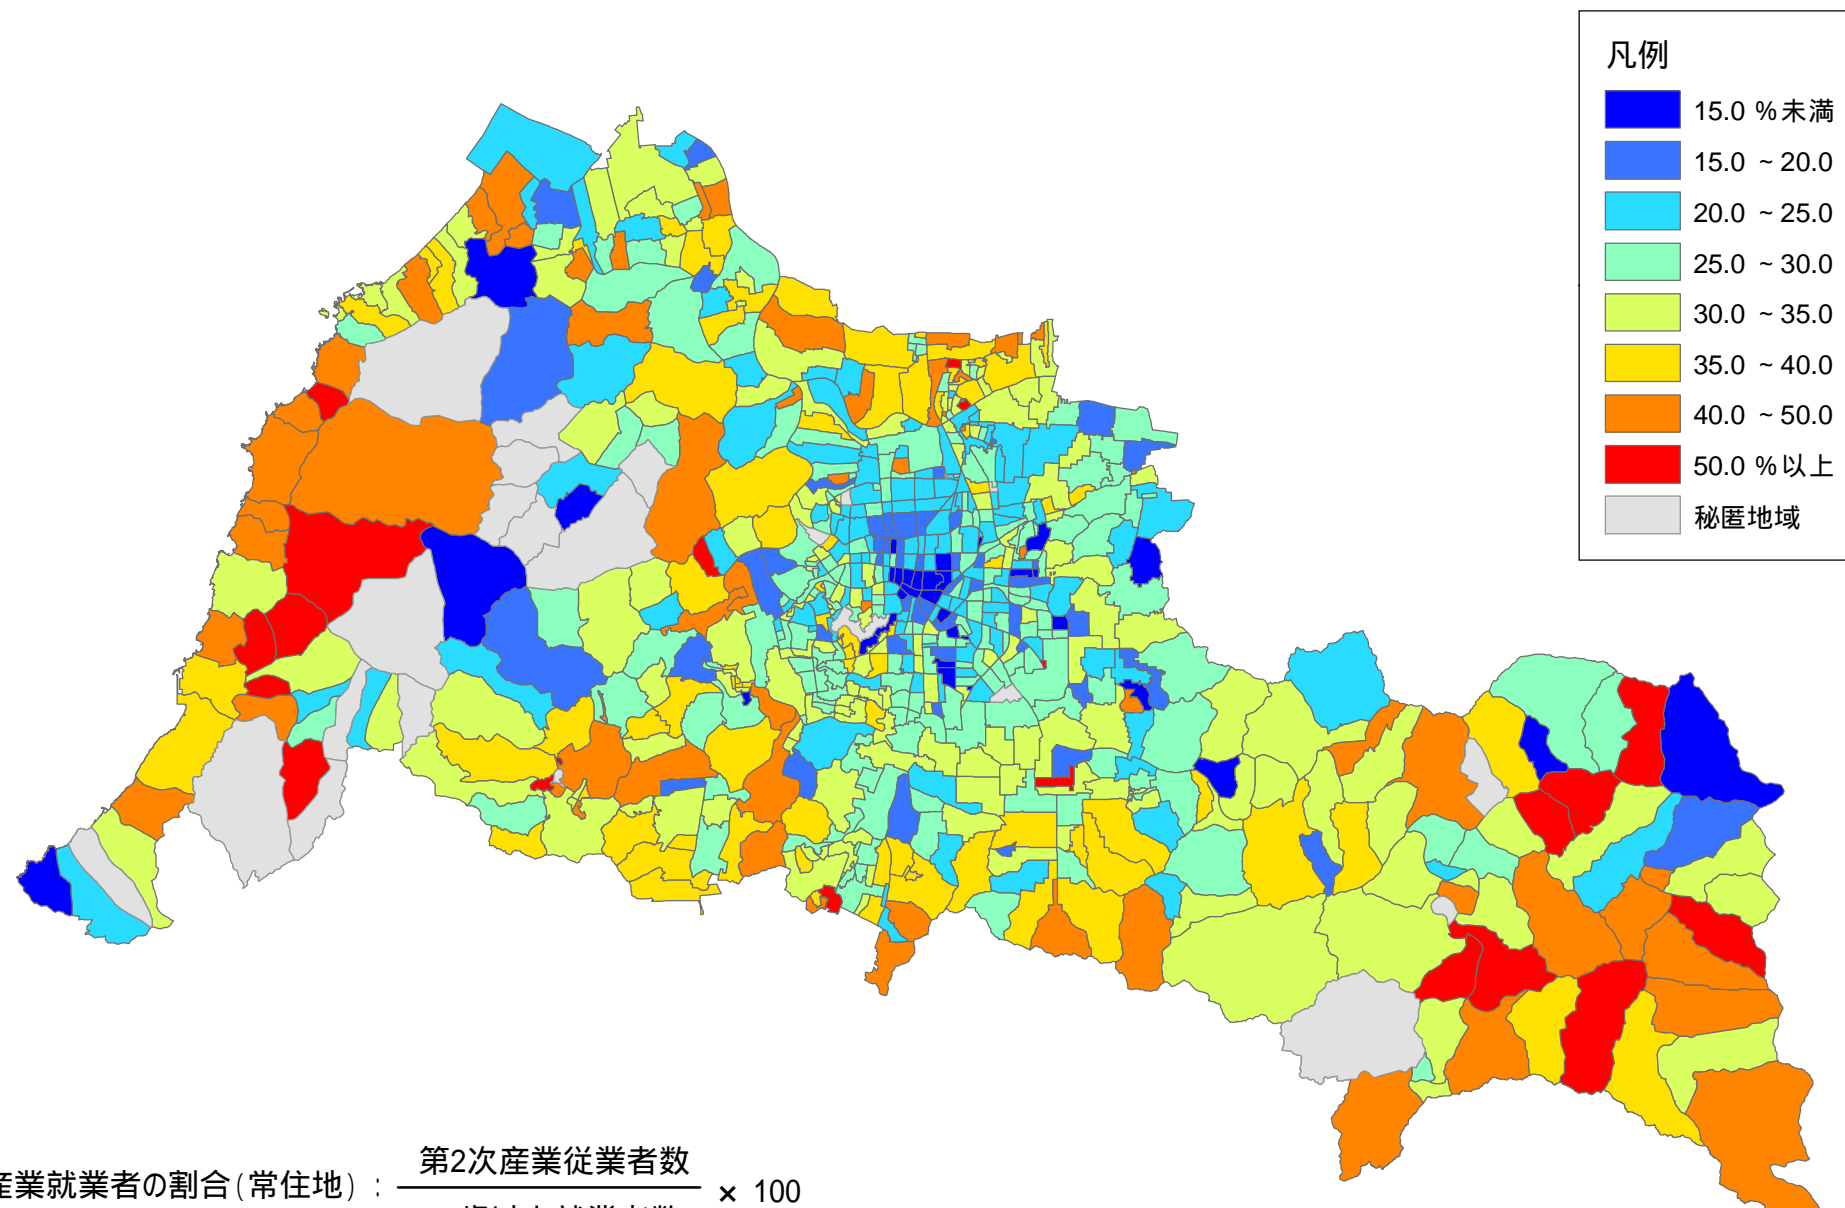 凡例
15.0 %未満
15.0 ~ 20.0
20.0 ~ 25.0
25.0 ~ 30.0
30.0 ~ 35.0
35.0 ~ 40.0
40.0 ~ 50.0
50.0 %以上
秘匿地域
第2次産業従業者数
産業就業者の割合(常住地) : × 100